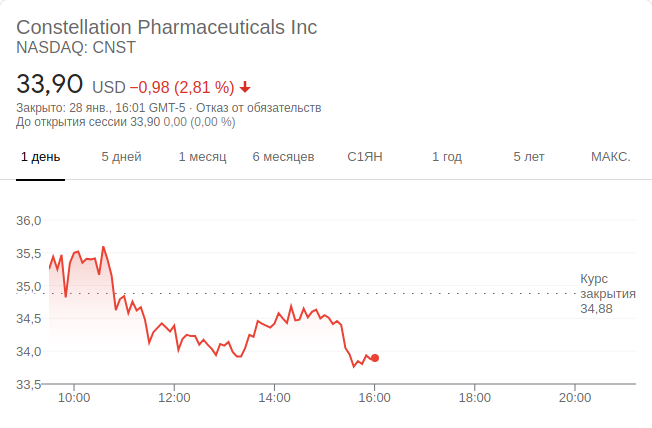 Constellation Pharmaceuticals Inc
NASDAQ: CNST
33,90 USD −0,98 (2,81 %)
Закрыто: 28 янв., 16:01 GMT-5 · Отказ от обязательств
До открытия сессии 33,90 0,00 (0,00 %)
1 день 5 дней 1 месяц 6 месяцев С1ЯН 1 год 5 лет МАКС.
36,0
35,5
35,0
34,5
34,0
33,5
Курс
закрытия
34,88
10:00 12:00 14:00 16:00 18:00 20:00